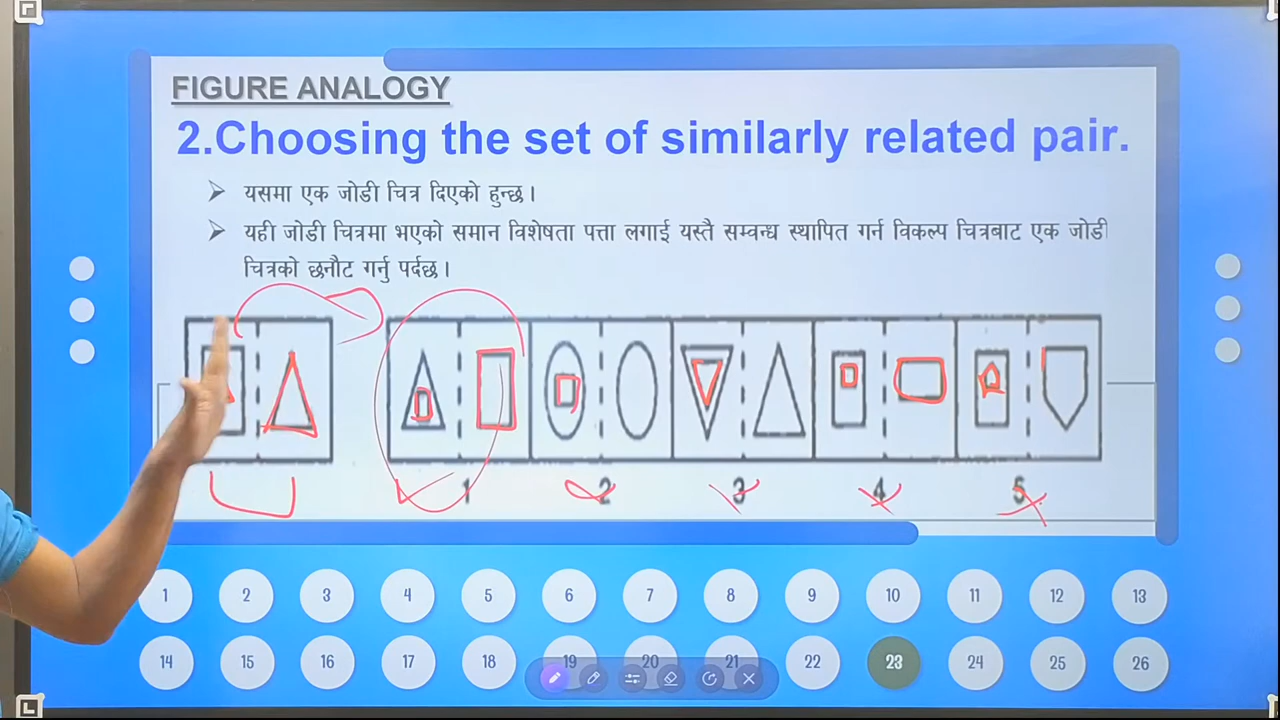 FIGURE ANALOGY
2.Choosing the set of similarly related pair.
यसमा एक जोडी चित्र दिएको हुन्छ।
यही जोडी चित्रमा भएको समान विशेषता पत्ता लगाई यस्तै सम्वन्ध स्थापित गर्न विकल्प चित्रबाट एक जोडी
चित्रको छनौट गर्नु पर्दछ।
1 2 3 4 5
1 2 3 4 5 6 7 8 9 10 11 12 13
14 15 16 17 18 19 20 21 22 23 24 25 26